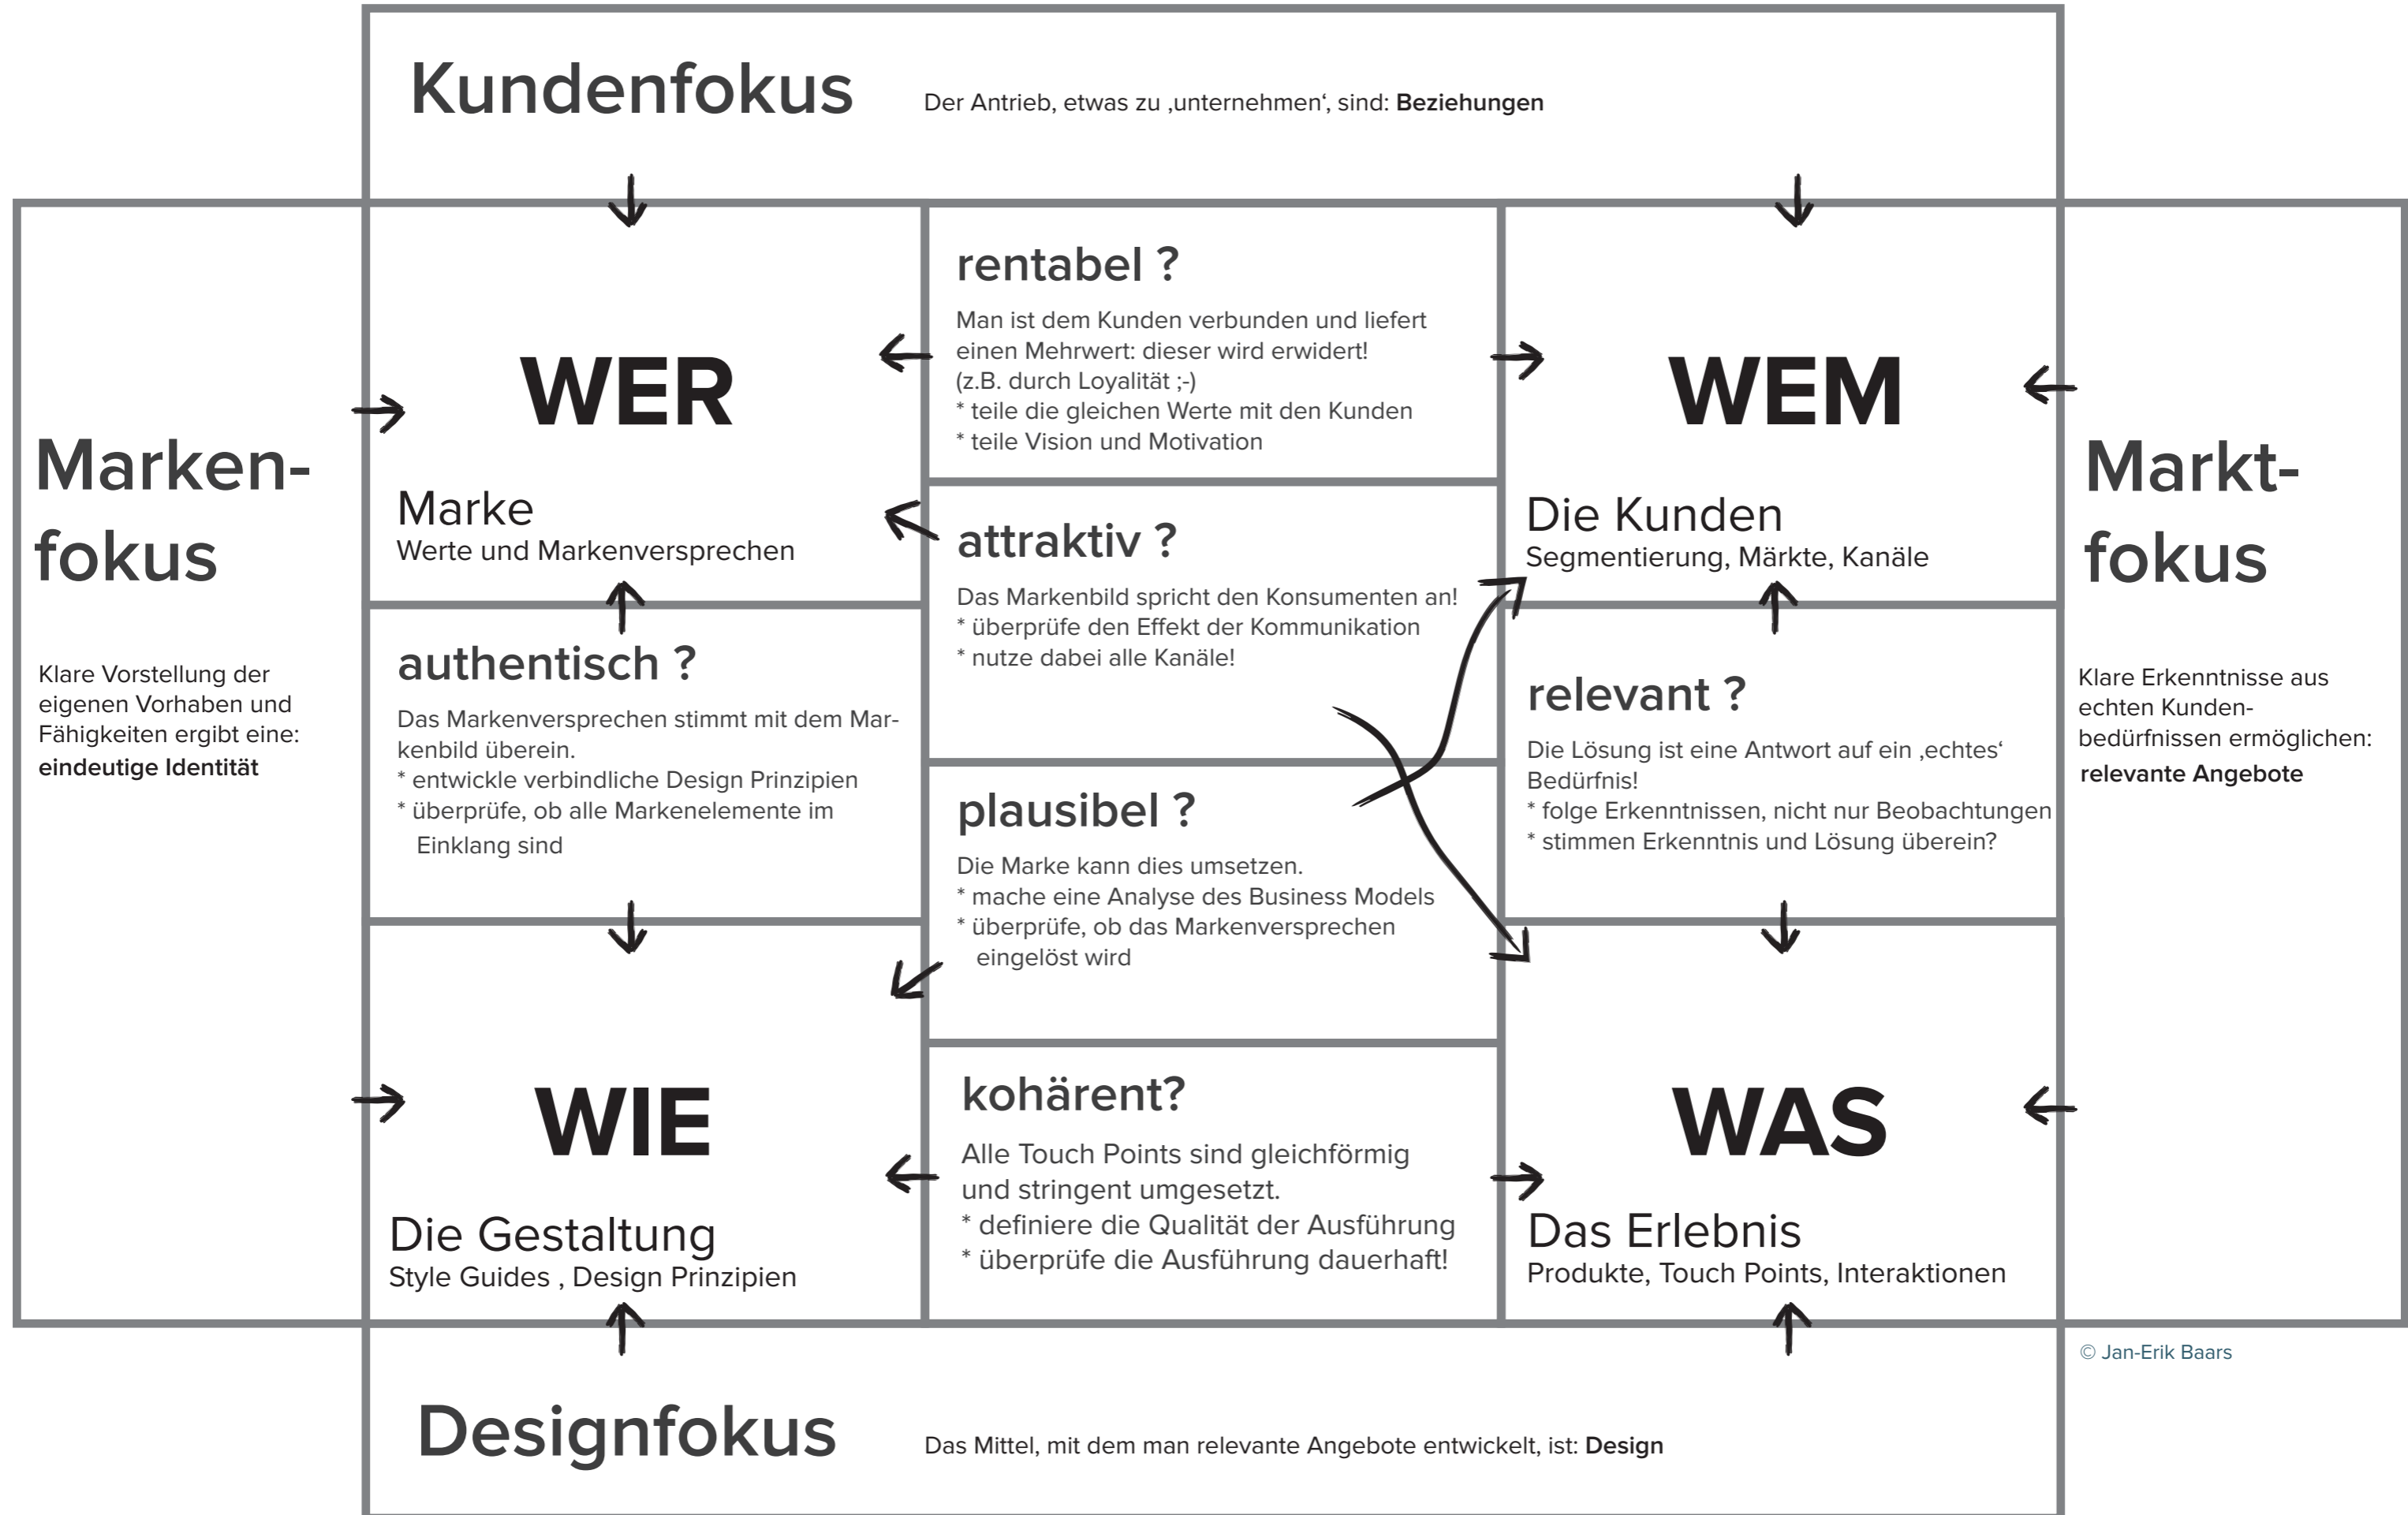 Kundenfokus
Der Antrieb, etwas zu ‚unternehmen‘, sind: Beziehungen
Marken-
fokus
Klare Vorstellung der
eigenen Vorhaben und
Fähigkeiten ergibt eine:
eindeutige Identität
WER
Marke
Werte und Markenversprechen
rentabel ?
Man ist dem Kunden verbunden und liefert
einen Mehrwert: dieser wird erwidert!
(z.B. durch Loyalität ;-)
* teile die gleichen Werte mit den Kunden
* teile Vision und Motivation
WEM
Die Kunden
Segmentierung, Märkte, Kanäle
Markt-
fokus
Klare Erkenntnisse aus
echten Kunden-
bedürfnissen ermöglichen:
relevante Angebote
authentisch ?
Das Markenversprechen stimmt mit dem Mar-
kenbild überein.
* entwickle verbindliche Design Prinzipien
* überprüfe, ob alle Markenelemente im
Einklang sind
attraktiv ?
Das Markenbild spricht den Konsumenten an!
* überprüfe den Effekt der Kommunikation
* nutze dabei alle Kanäle!
plausibel ?
Die Marke kann dies umsetzen.
* mache eine Analyse des Business Models
* überprüfe, ob das Markenversprechen
eingelöst wird
relevant ?
Die Lösung ist eine Antwort auf ein ‚echtes‘
Bedürfnis!
* folge Erkenntnissen, nicht nur Beobachtungen
* stimmen Erkenntnis und Lösung überein?
WIE
Die Gestaltung
Style Guides , Design Prinzipien
kohärent?
Alle Touch Points sind gleichförmig
und stringent umgesetzt.
* definiere die Qualität der Ausführung
* überprüfe die Ausführung dauerhaft!
WAS
Das Erlebnis
Produkte, Touch Points, Interaktionen
© Jan-Erik Baars
Designfokus
Das Mittel, mit dem man relevante Angebote entwickelt, ist: Design